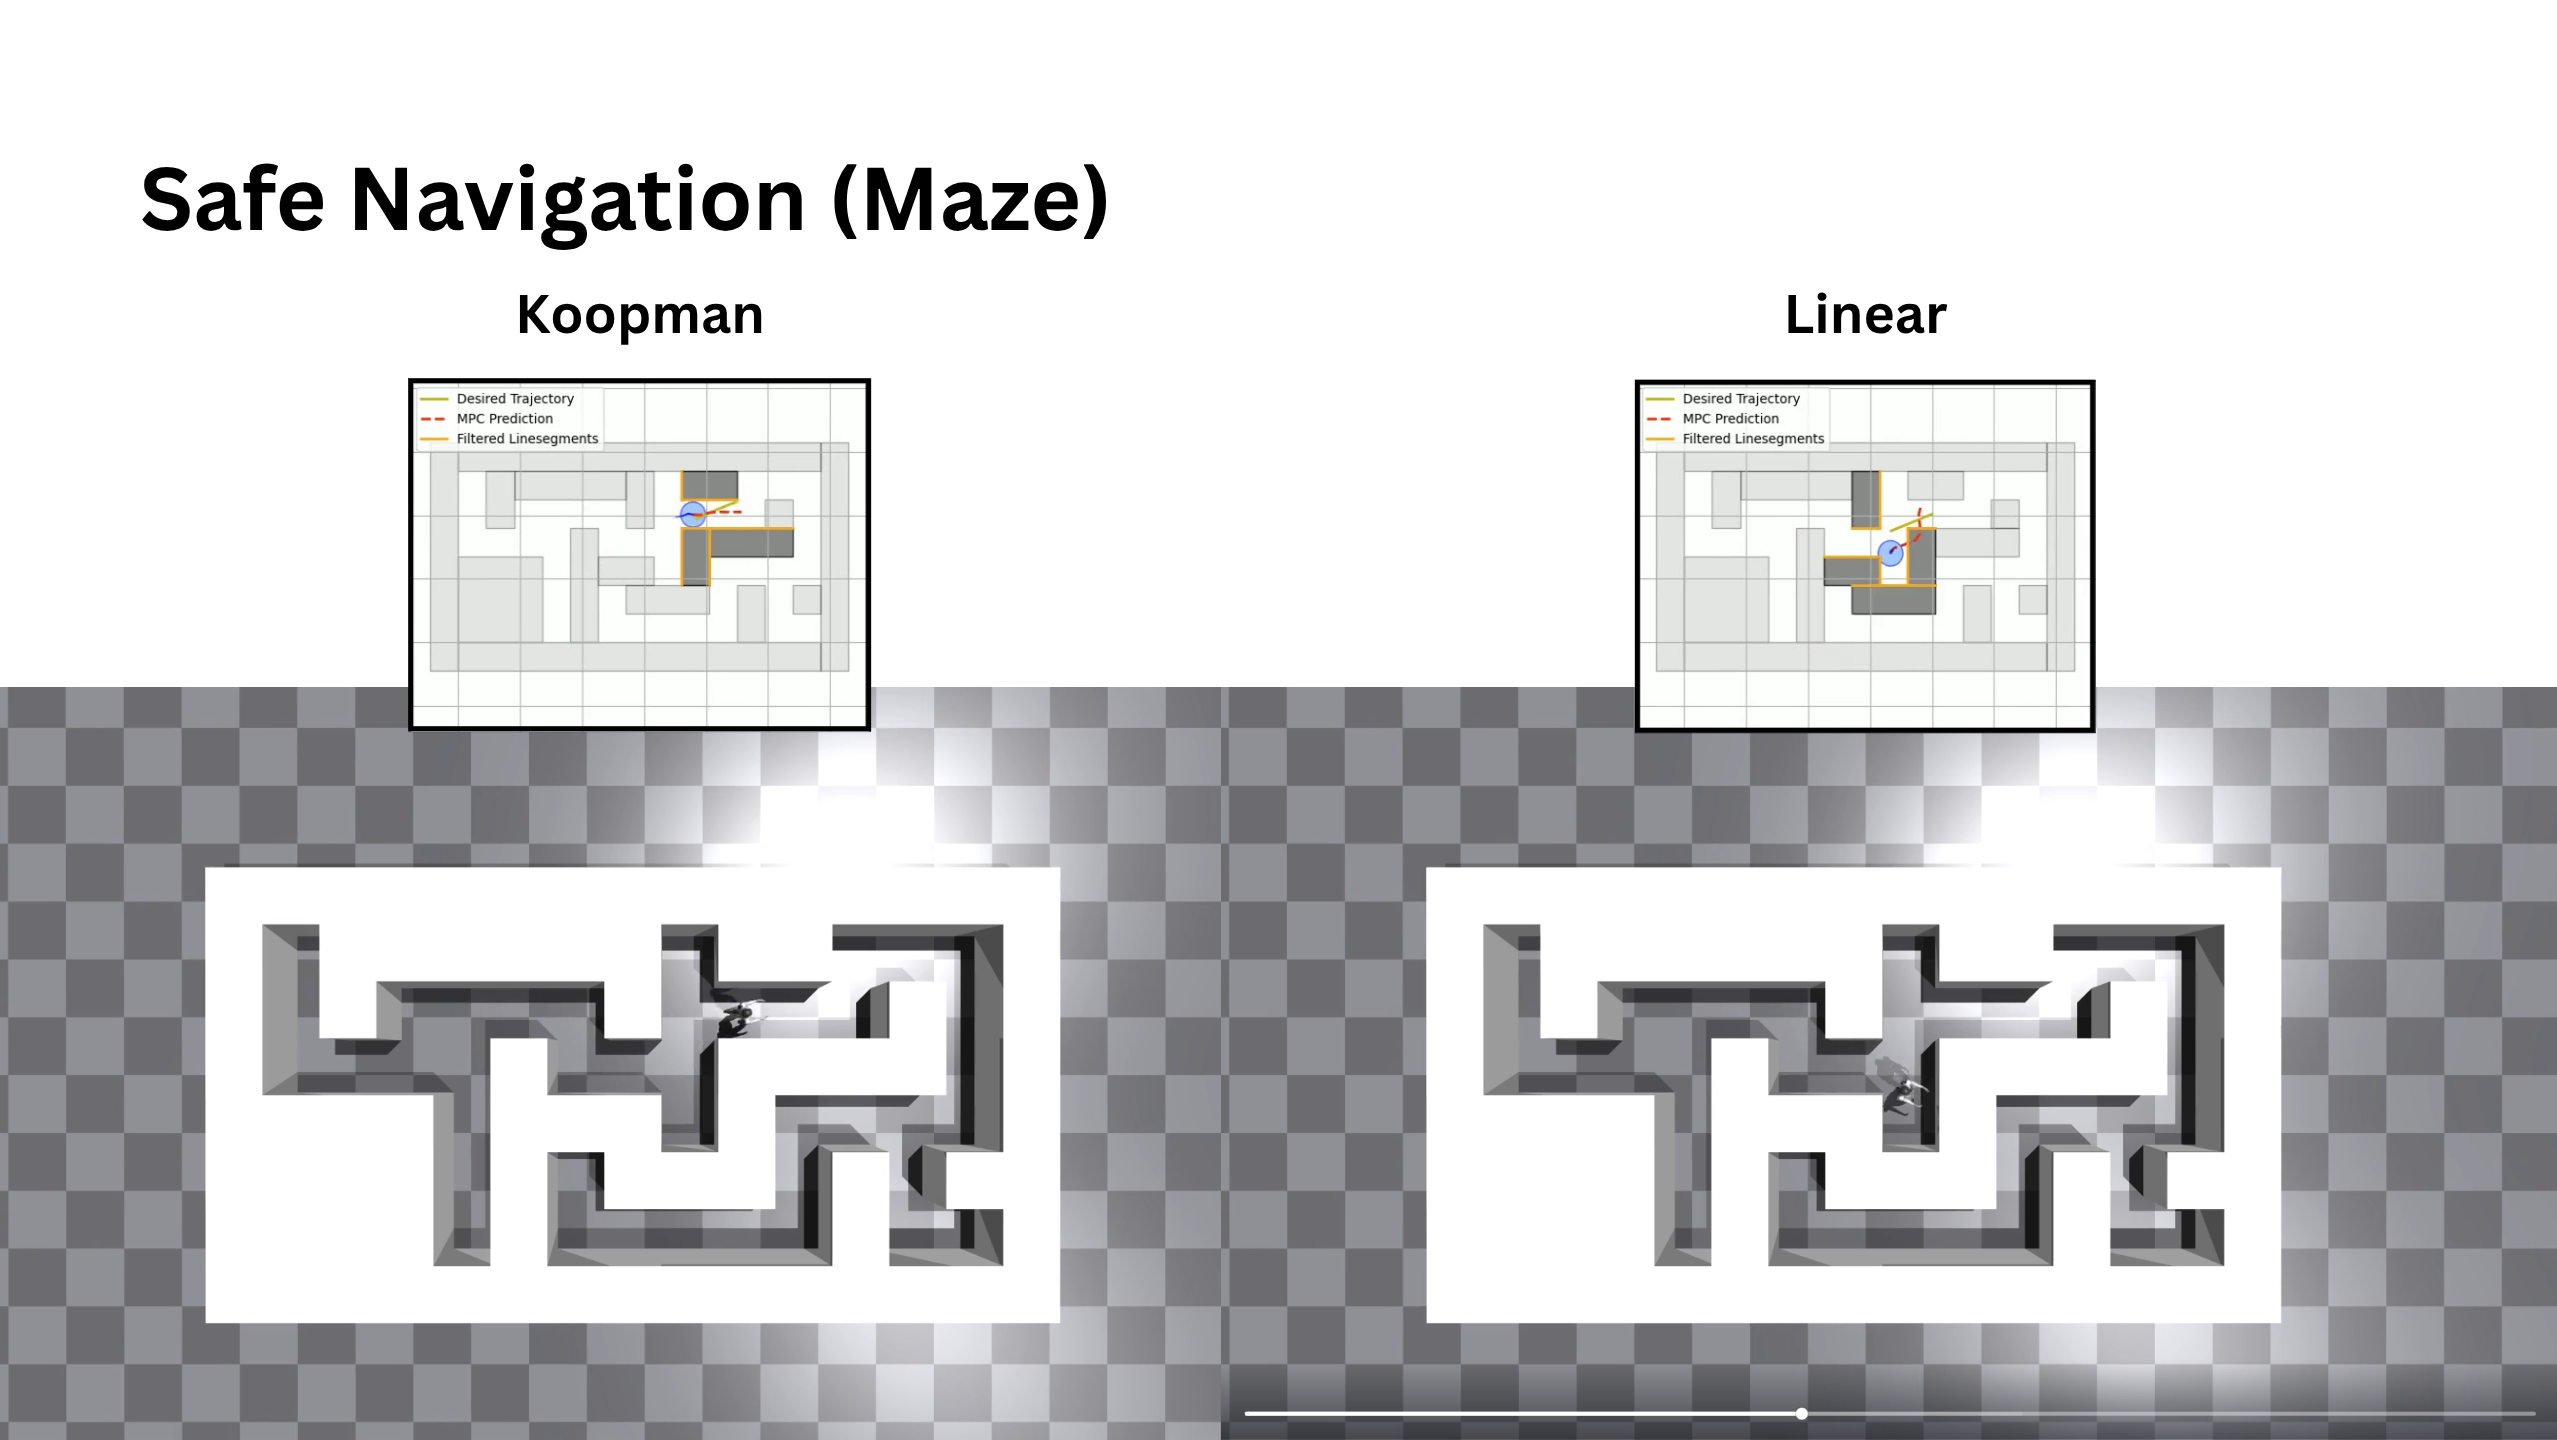 Safe Navigation (Maze)
Koopman
Linear
Desired Trajectory
MPC Prediction
Filtered Linesegments
Desired Trajectory
MPC Prediction
Filtered Linesegments